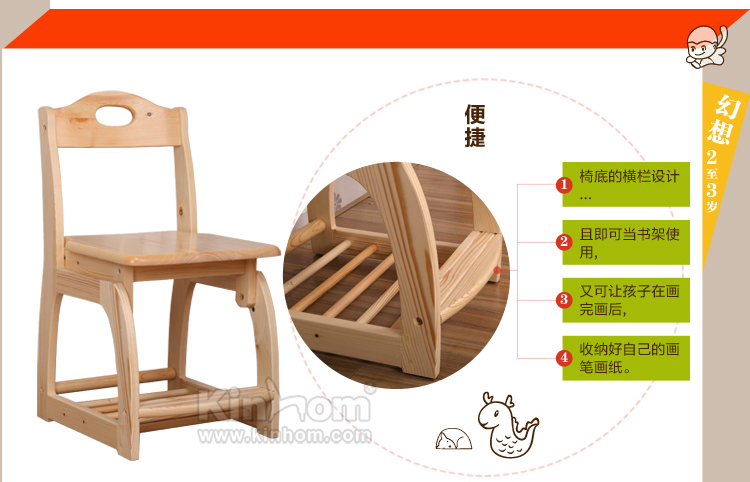 幻想
2至3岁
便捷
1 椅底的横栏设计
...
2 且即可当书架使
用,
3 又可让孩子在画
完画后,
4 收纳好自己的画
笔画纸。
kinhom
www.kinhom.com